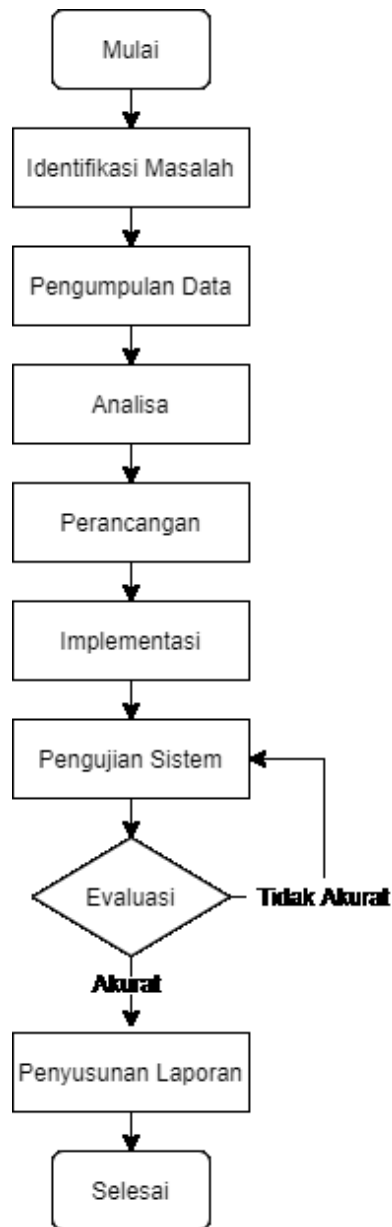 Mulai
Identifikasi Masalah
Pengumpulan Data
Analisa
Perancangan
Implementasi
Pengujian Sistem
Evaluasi
Tidak Akurat
Akurat
Penyusunan Laporan
Selesai